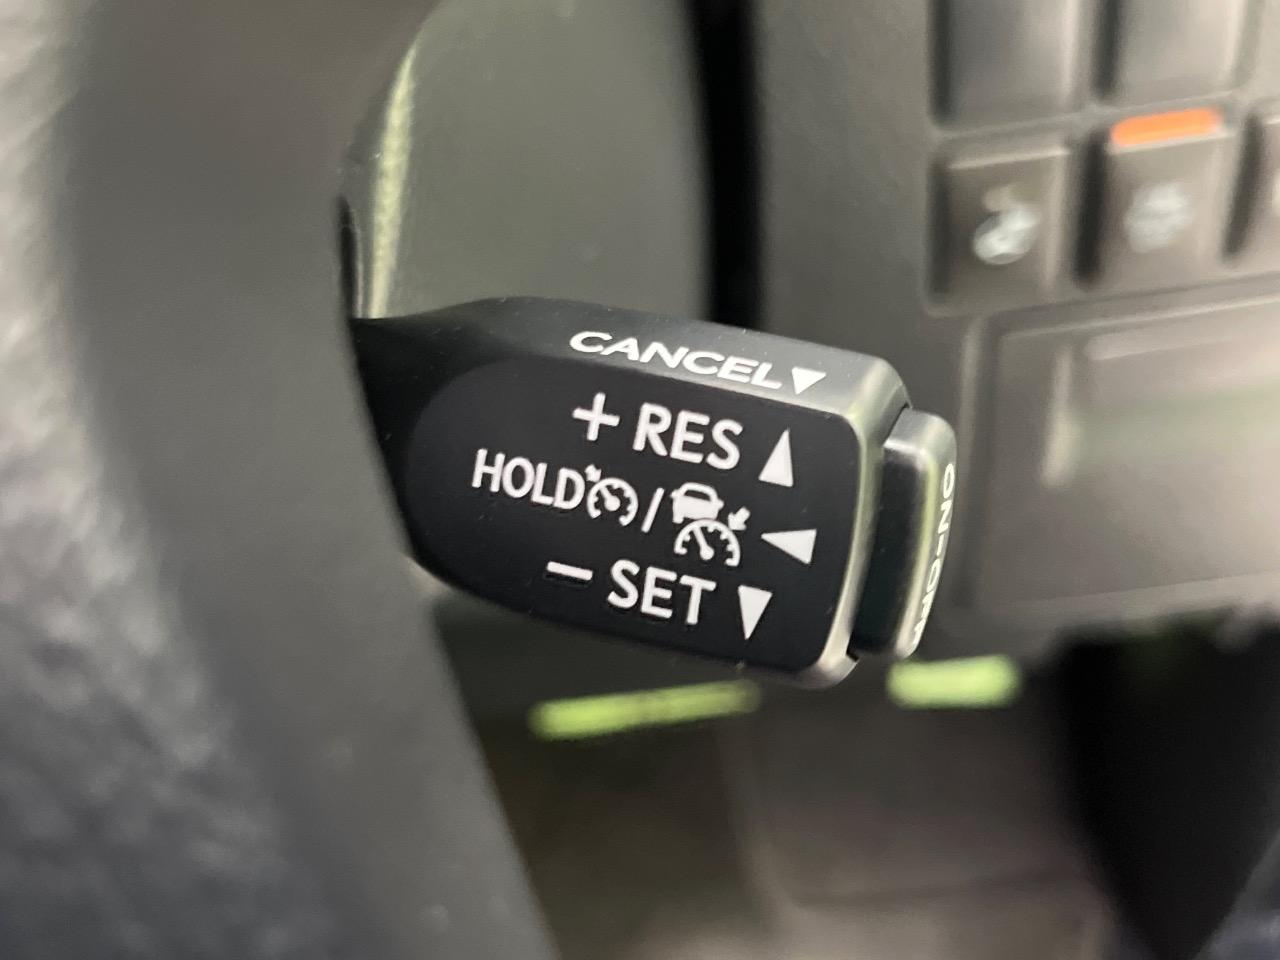 CANCEL▼
+ RES ▲
HOLD / ◀
− SET ▼
ON-OFF